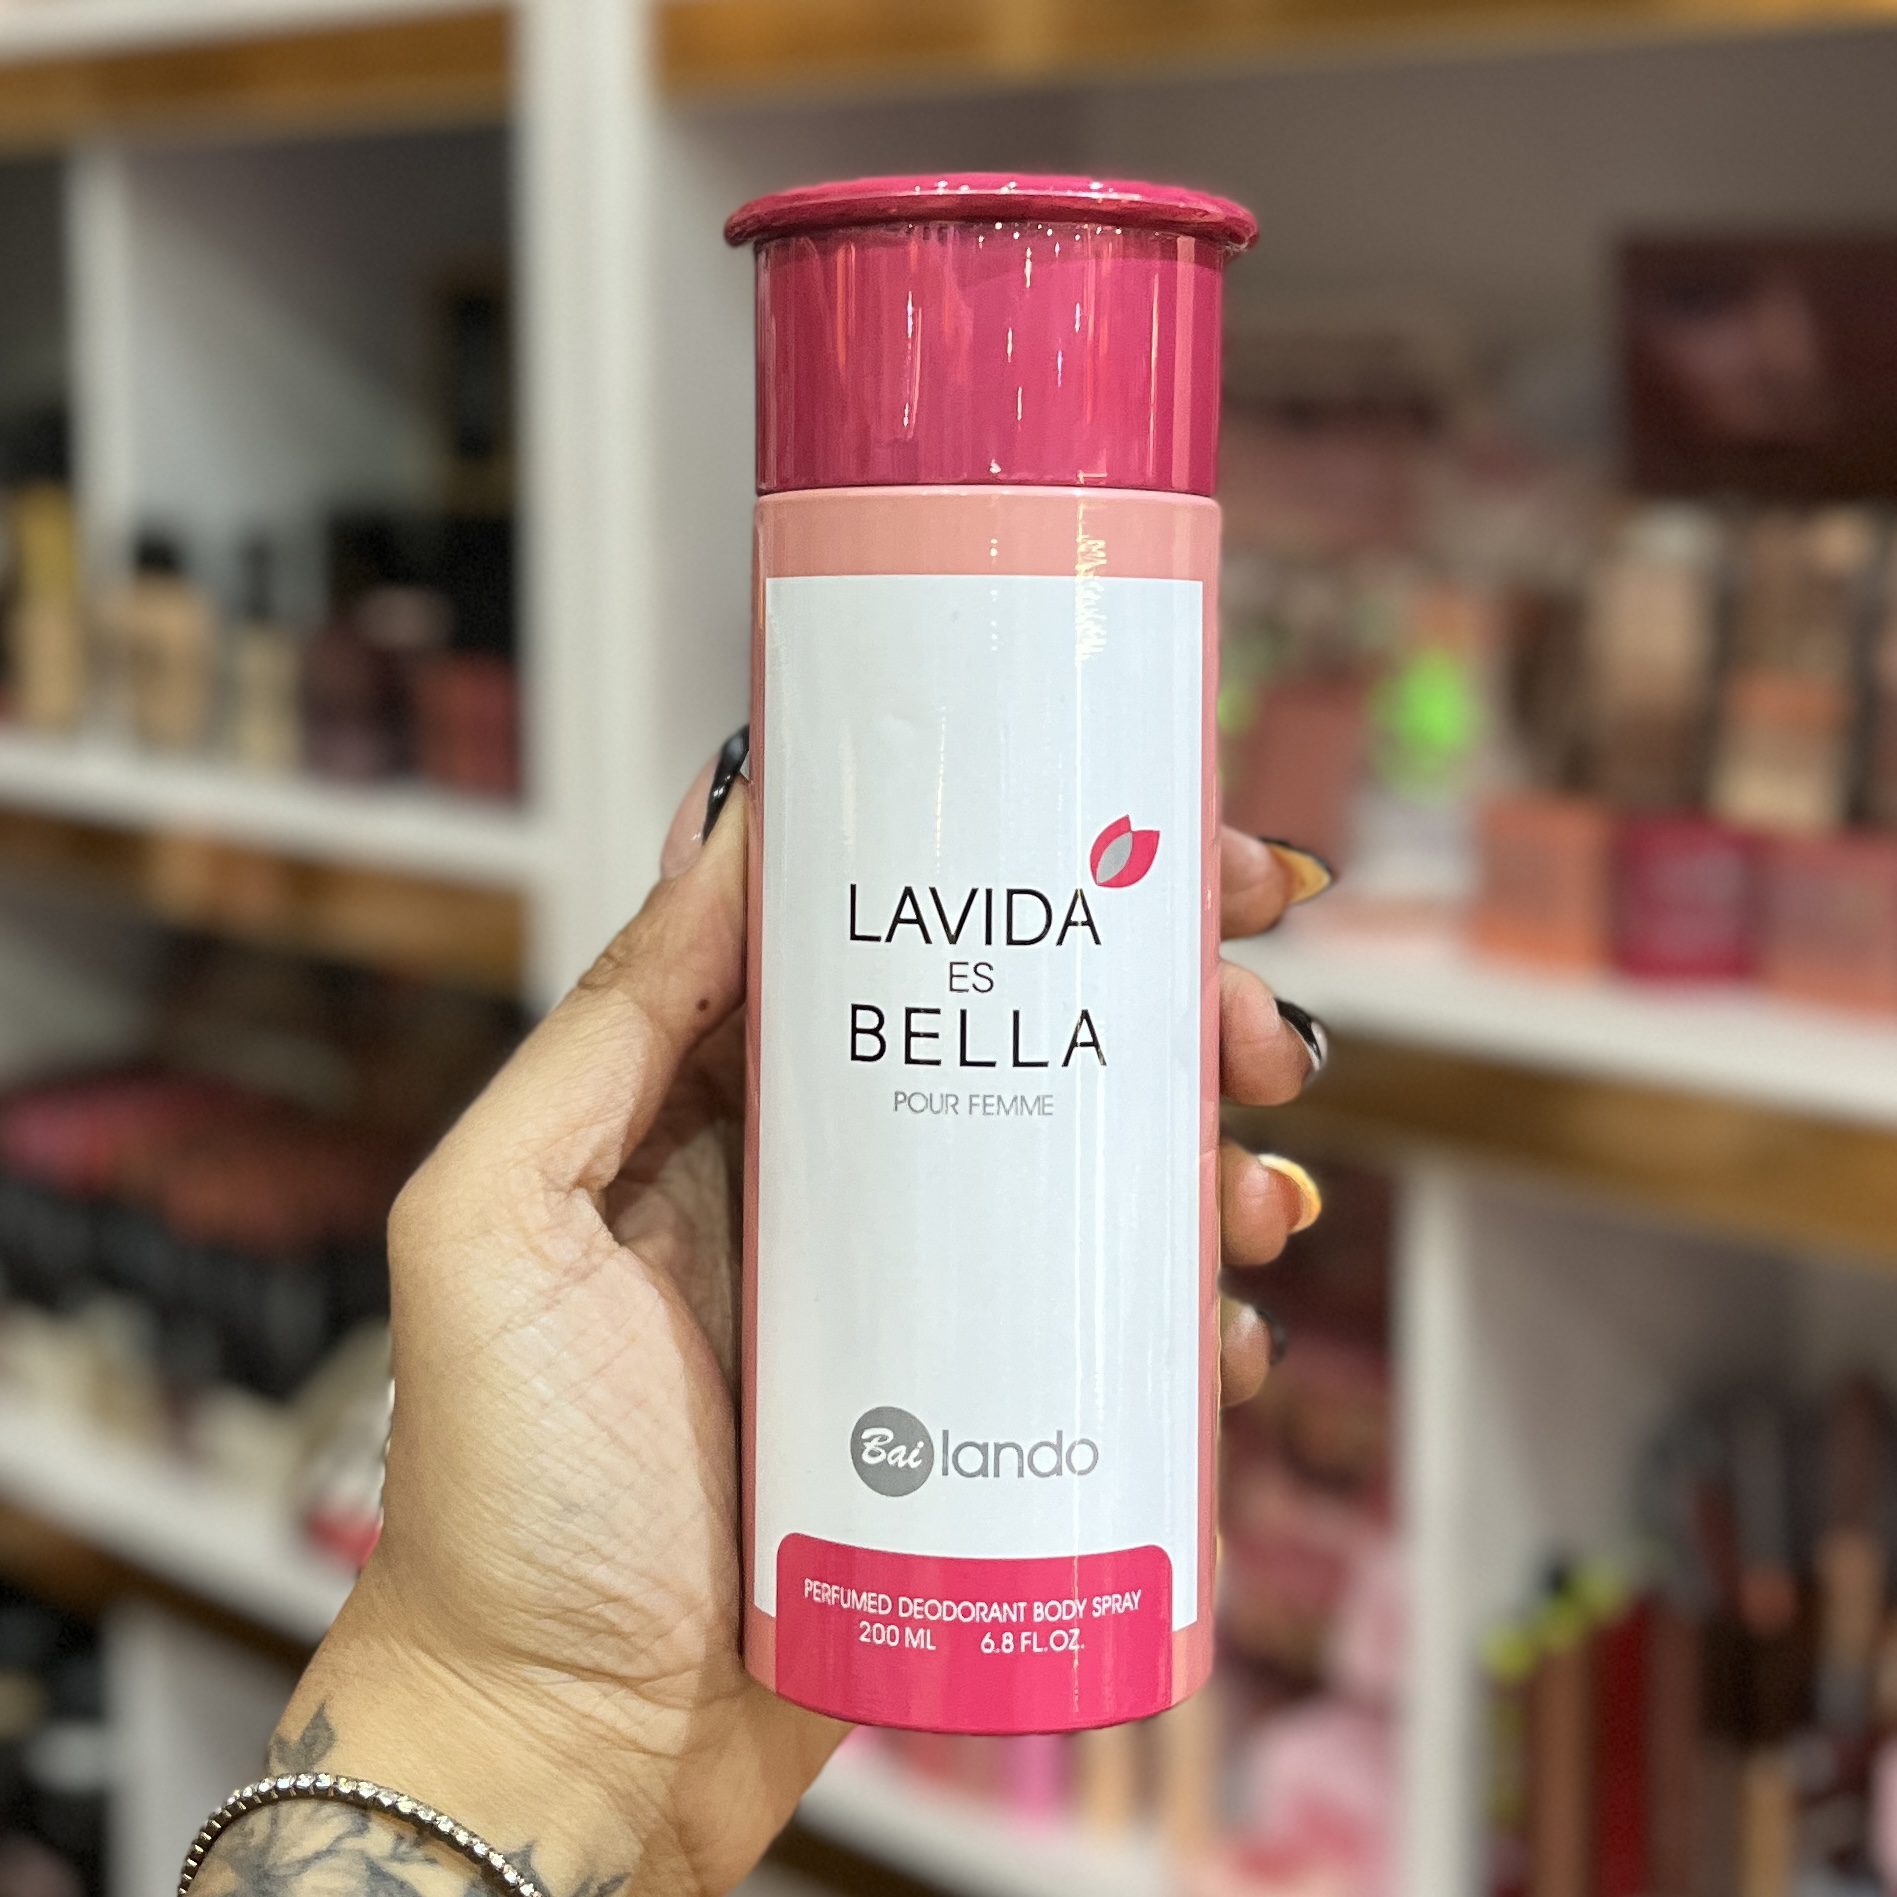 LAVIDA
ES
BELLA
POUR FEMME
Bai lando
PERFUMED DEODORANT BODY SPRAY
200 ML 6.8 FL.OZ.